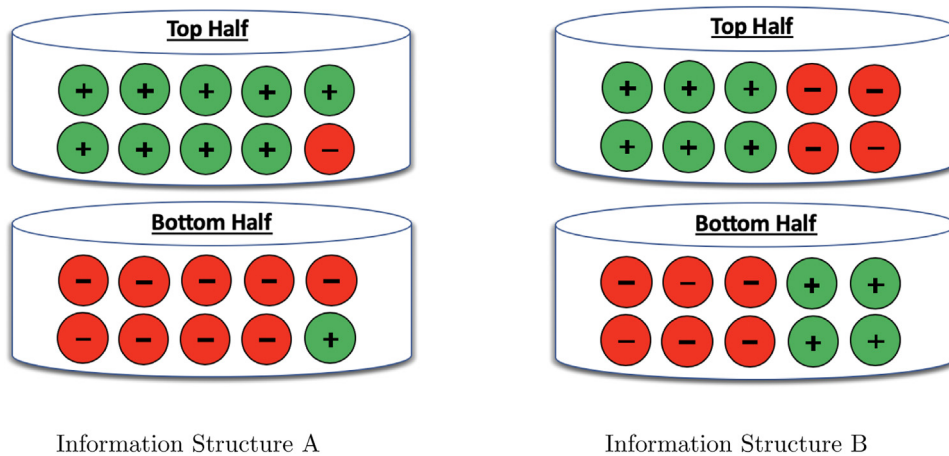 Top Half
+ + + + +
+ + + + −
Bottom Half
− − − − −
− − − − +
Information Structure A
Top Half
+ + + − −
+ + + − −
Bottom Half
− − − + +
− − − + +
Information Structure B